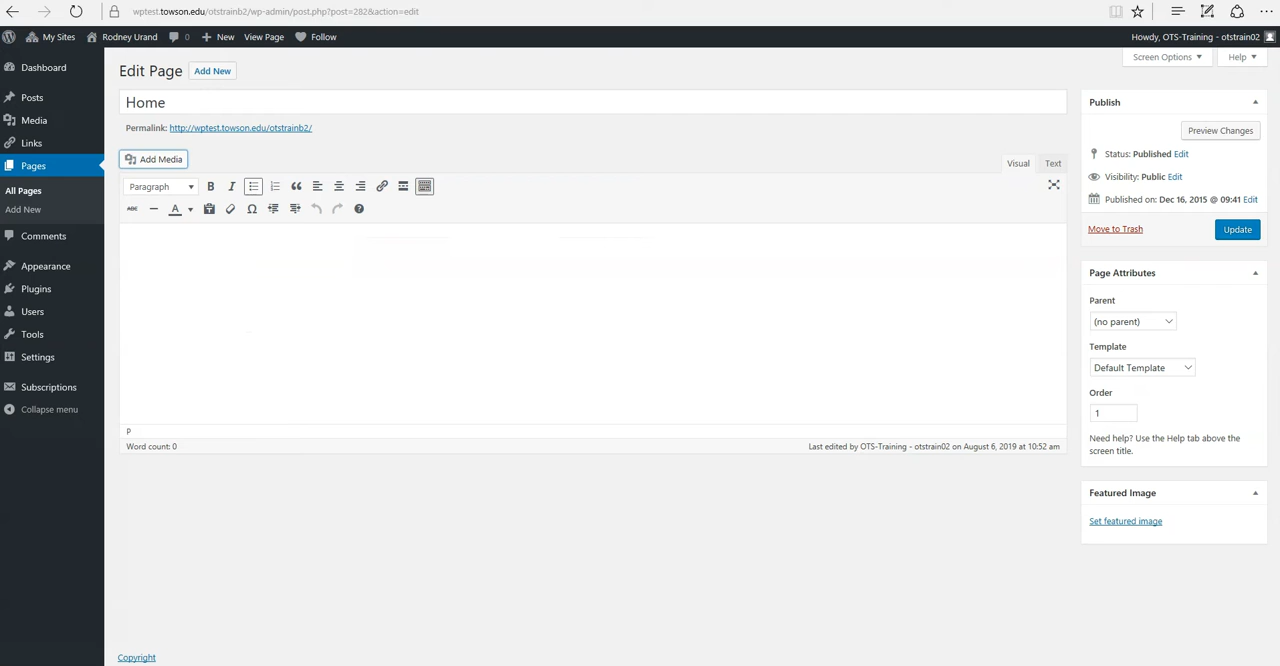 wptest.towson.edu/otstrainb2/wp-admin/post.php?post=282&action=edit
My Sites Rodney Urand 0 New View Page Follow Howdy, OTS-Training - otstrain02
Screen Options Help
Dashboard
Posts
Media
Links
Pages
All Pages
Add New
Comments
Appearance
Plugins
Users
Tools
Settings
Subscriptions
Collapse menu
Edit Page Add New
Home
Permalink: http://wptest.towson.edu/otstrainb2/
Add Media
Visual Text
Paragraph B I
ABC A Ω
P
Word count: 0 Last edited by OTS-Training - otstrain02 on August 6, 2019 at 10:52 am
Publish
Preview Changes
Status: Published Edit
Visibility: Public Edit
Published on: Dec 16, 2015 @ 09:41 Edit
Move to Trash Update
Page Attributes
Parent
(no parent)
Template
Default Template
Order
1
Need help? Use the Help tab above the
screen title.
Featured Image
Set featured image
Copyright